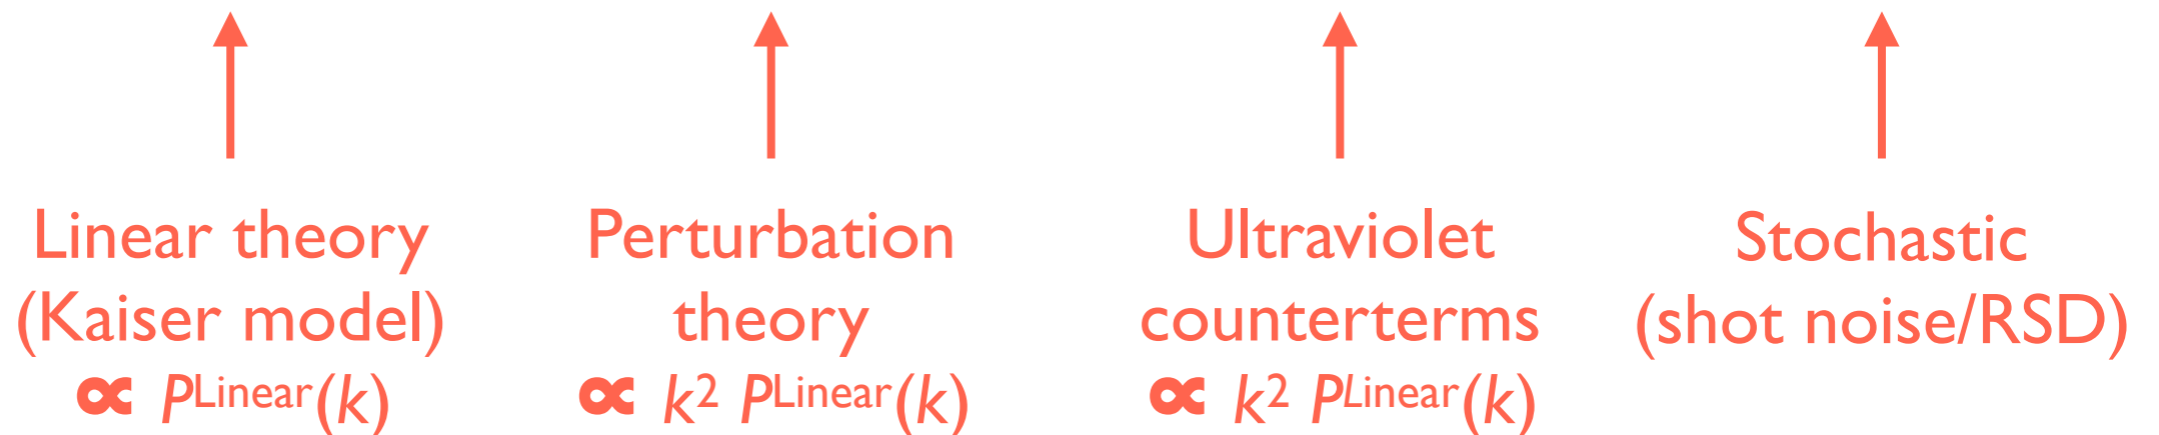 Linear theory
(Kaiser model)
∝ PLinear(k)
Perturbation
theory
∝ k2 PLinear(k)
Ultraviolet
counterterms
∝ k2 PLinear(k)
Stochastic
(shot noise/RSD)